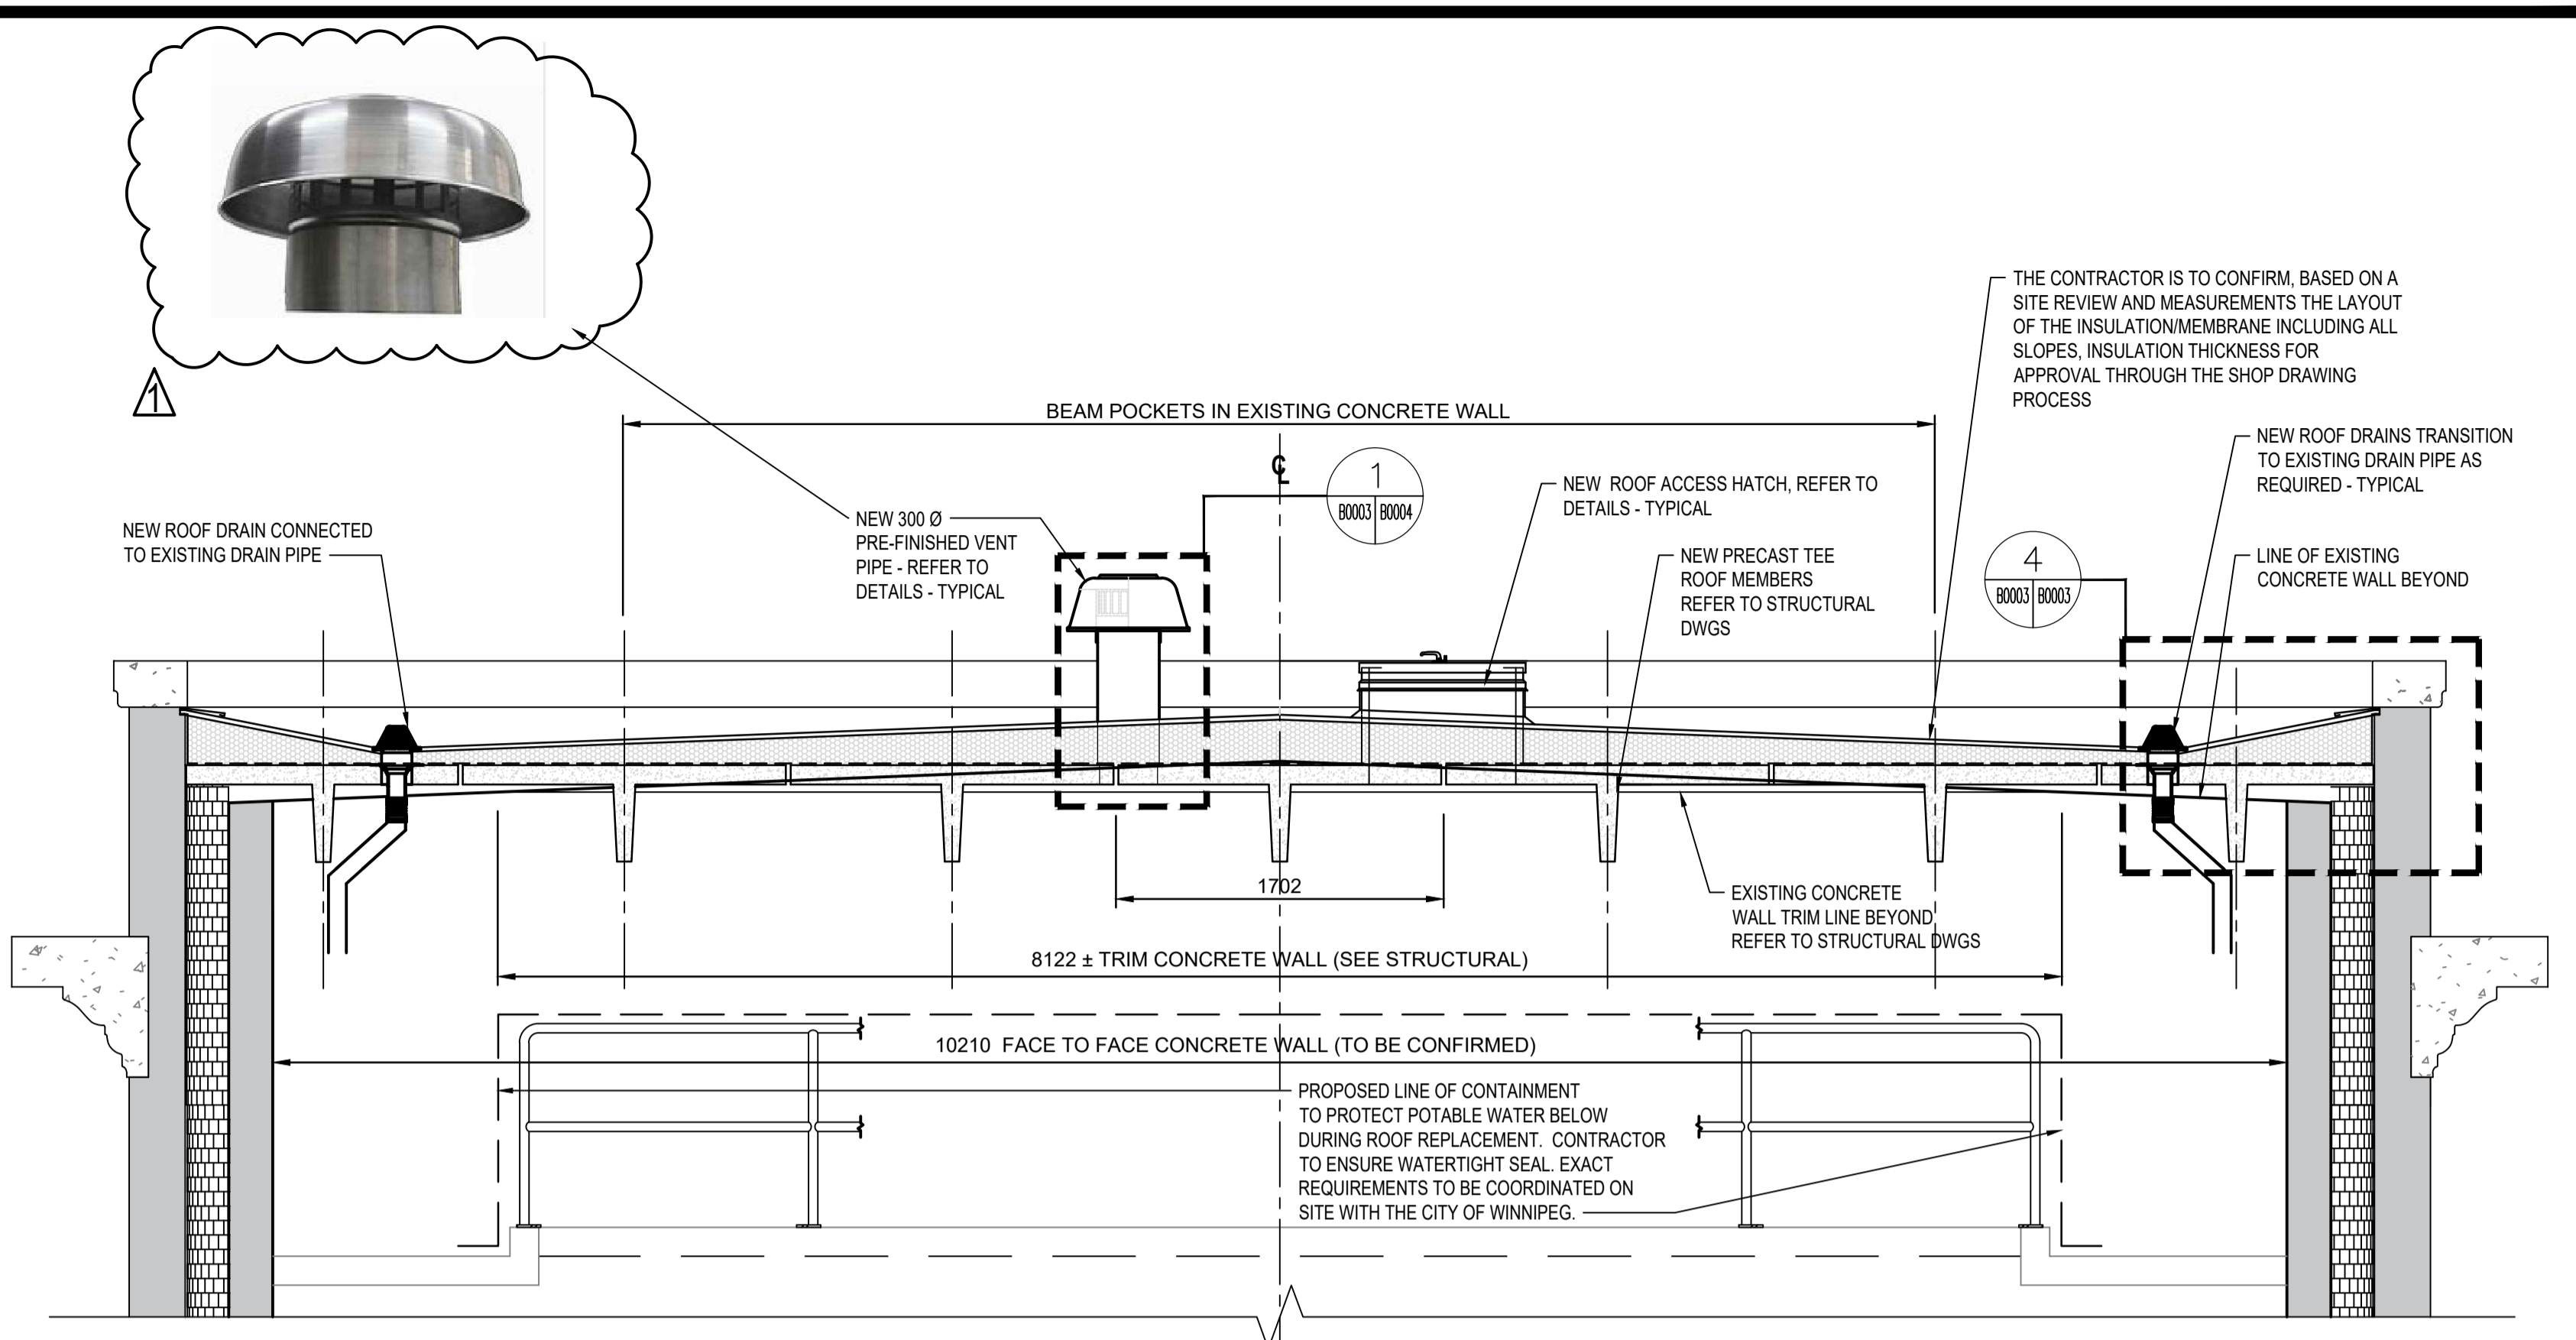 1
BEAM POCKETS IN EXISTING CONCRETE WALL
THE CONTRACTOR IS TO CONFIRM, BASED ON A
SITE REVIEW AND MEASUREMENTS THE LAYOUT
OF THE INSULATION/MEMBRANE INCLUDING ALL
SLOPES, INSULATION THICKNESS FOR
APPROVAL THROUGH THE SHOP DRAWING
PROCESS
NEW ROOF DRAINS TRANSITION
TO EXISTING DRAIN PIPE AS
REQUIRED - TYPICAL
NEW ROOF DRAIN CONNECTED
TO EXISTING DRAIN PIPE
NEW 300 Ø
PRE-FINISHED VENT
PIPE - REFER TO
DETAILS - TYPICAL
℄
1
B0003 B0004
NEW ROOF ACCESS HATCH, REFER TO
DETAILS - TYPICAL
NEW PRECAST TEE
ROOF MEMBERS
REFER TO STRUCTURAL
DWGS
4
B0003 B0003
LINE OF EXISTING
CONCRETE WALL BEYOND
1702
EXISTING CONCRETE
WALL TRIM LINE BEYOND
REFER TO STRUCTURAL DWGS
8122 ± TRIM CONCRETE WALL (SEE STRUCTURAL)
10210 FACE TO FACE CONCRETE WALL (TO BE CONFIRMED)
PROPOSED LINE OF CONTAINMENT
TO PROTECT POTABLE WATER BELOW
DURING ROOF REPLACEMENT. CONTRACTOR
TO ENSURE WATERTIGHT SEAL. EXACT
REQUIREMENTS TO BE COORDINATED ON
SITE WITH THE CITY OF WINNIPEG.